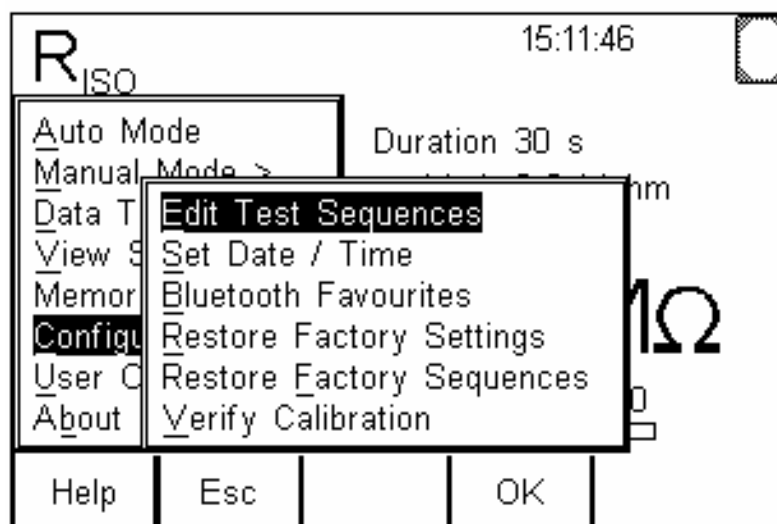 RISO
15:11:46
Auto Mode
Duration 30 s
Manual Mode >
Data T
Edit Test Sequences
View S
Set Date / Time
Memor
Bluetooth Favourites
Configu
Restore Factory Settings
MΩ
User C
Restore Factory Sequences
About
Verify Calibration
Help
Esc
OK